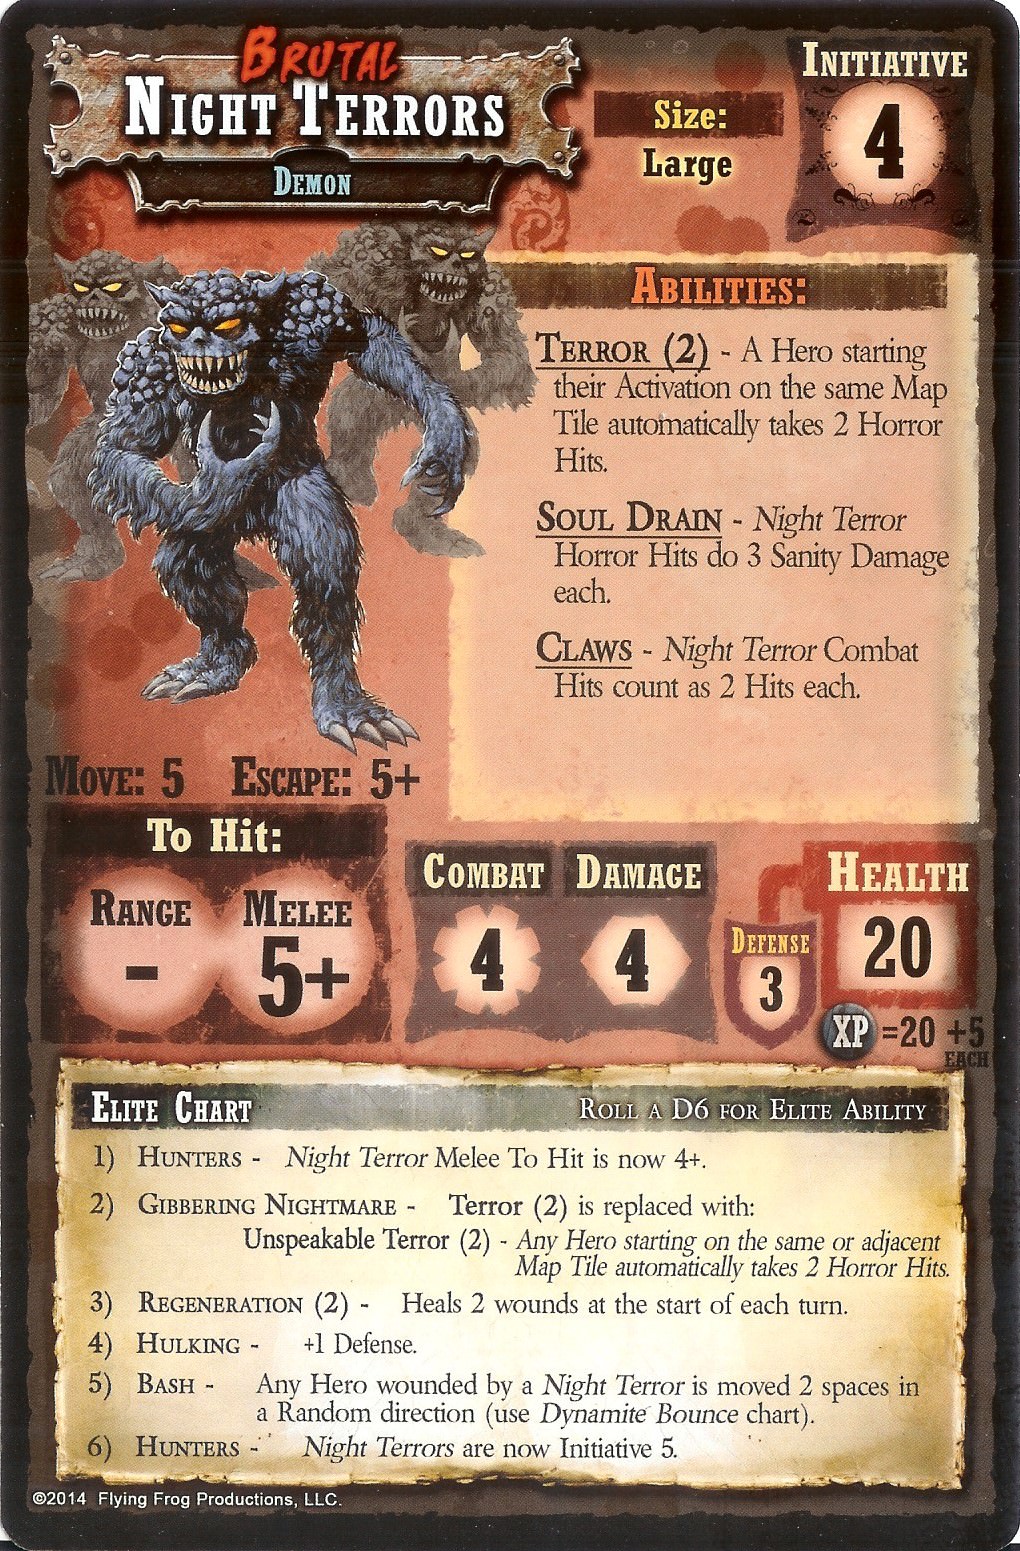 BRUTAL
NIGHT TERRORS
DEMON
Size:
Large
INITIATIVE
4
ABILITIES:
TERROR (2) - A Hero starting
their Activation on the same Map
Tile automatically takes 2 Horror
Hits.
SOUL DRAIN - Night Terror
Horror Hits do 3 Sanity Damage
each.
CLAWS - Night Terror Combat
Hits count as 2 Hits each.
MOVE: 5 ESCAPE: 5+
To Hit:
RANGE MELEE
- 5+
COMBAT
4
DAMAGE
4
DEFENSE
3
HEALTH
20
XP =20 +5
EACH
ELITE CHART ROLL A D6 FOR ELITE ABILITY
1) HUNTERS - Night Terror Melee To Hit is now 4+.
2) GIBBERING NIGHTMARE - Terror (2) is replaced with:
Unspeakable Terror (2) - Any Hero starting on the same or adjacent
Map Tile automatically takes 2 Horror Hits.
3) REGENERATION (2) - Heals 2 wounds at the start of each turn.
4) HULKING - +1 Defense.
5) BASH - Any Hero wounded by a Night Terror is moved 2 spaces in
a Random direction (use Dynamite Bounce chart).
6) HUNTERS - Night Terrors are now Initiative 5.
©2014 Flying Frog Productions, LLC.